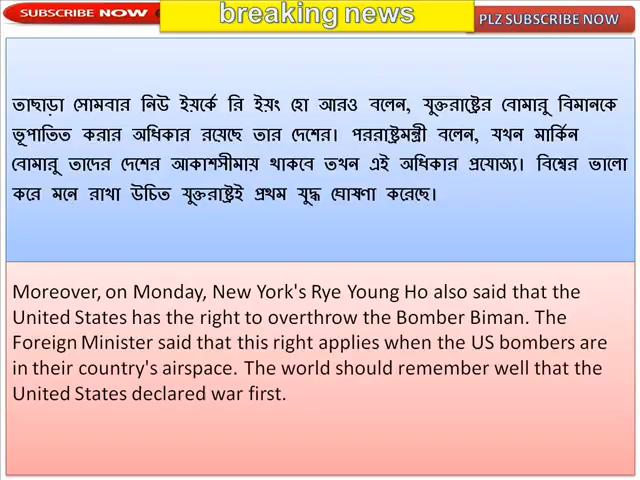 SUBSCRIBE NOW
breaking news
PLZ SUBSCRIBE NOW
তাছাড়া সোমবার নিউ ইয়র্কে রি ইয়ং হো আরও বলেন, যুক্তরাষ্ট্রের বোমারু বিমানকে
ভূপাতিত করার অধিকার রয়েছে তার দেশের। পররাষ্ট্রমন্ত্রী বলেন, যখন মার্কিন
বোমারু তাদের দেশের আকাশসীমায় থাকবে তখন এই অধিকার প্রযোজ্য। বিশ্বের ভালো
করে মনে রাখা উচিত যুক্তরাষ্ট্রই প্রথম যুদ্ধ ঘোষণা করেছে।
Moreover, on Monday, New York's Rye Young Ho also said that the
United States has the right to overthrow the Bomber Biman. The
Foreign Minister said that this right applies when the US bombers are
in their country's airspace. The world should remember well that the
United States declared war first.